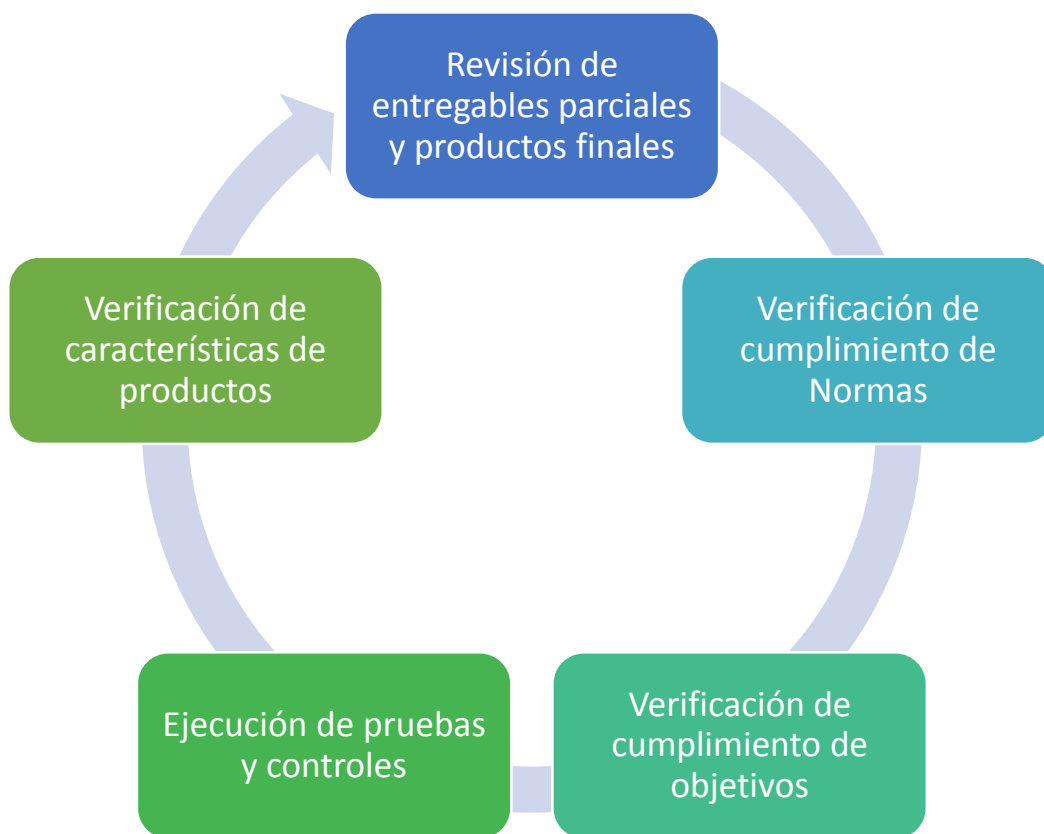 Revisión de
entregables parciales
y productos finales
Verificación de
cumplimiento de
Normas
Verificación de
cumplimiento de
objetivos
Ejecución de pruebas
y controles
Verificación de
características de
productos